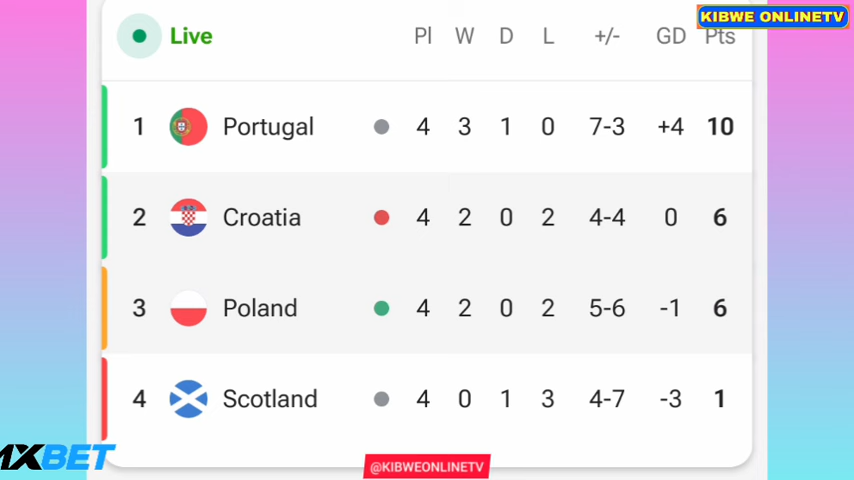 KIBWE ONLINETV
Live Pl W D L +/- GD Pts
1 Portugal 4 3 1 0 7-3 +4 10
2 Croatia 4 2 0 2 4-4 0 6
3 Poland 4 2 0 2 5-6 -1 6
4 Scotland 4 0 1 3 4-7 -3 1
1XBET
@KIBWEONLINETV